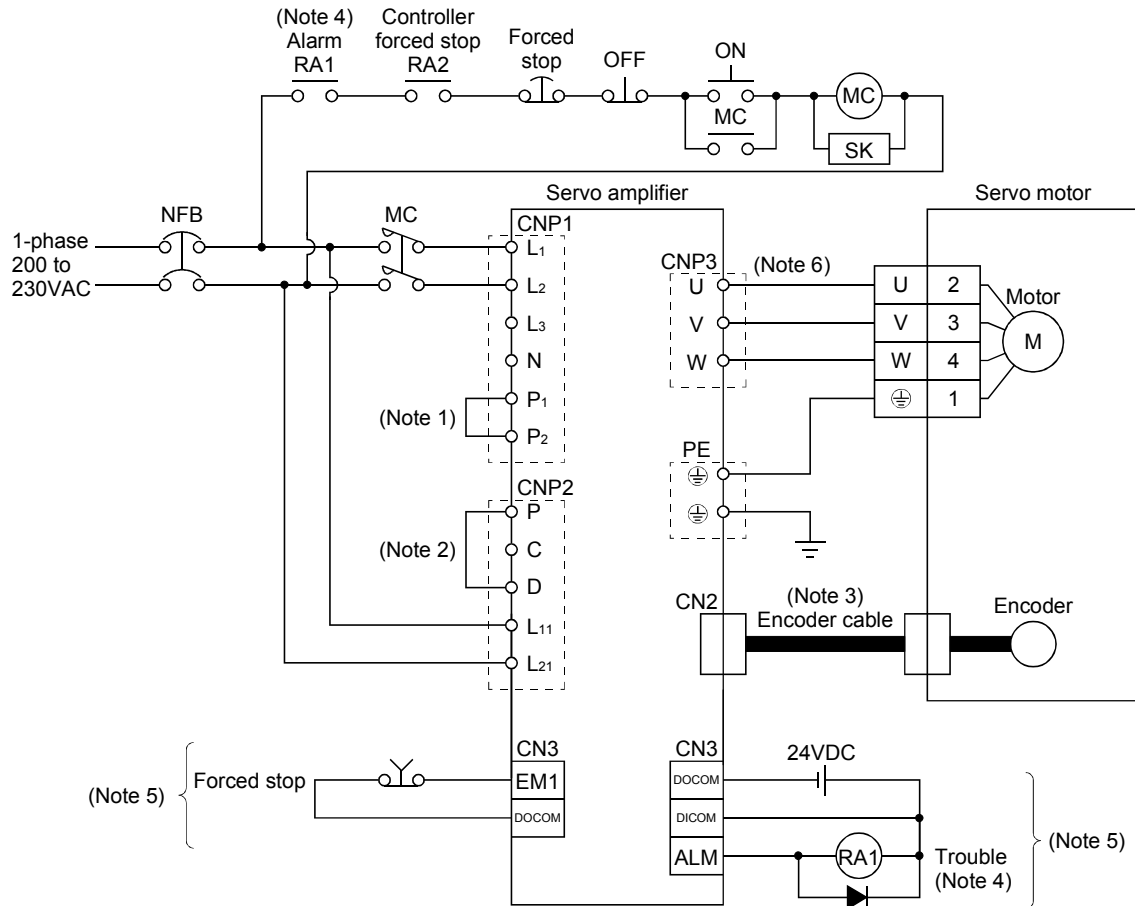 (Note 4)
Alarm
RA1
Controller
forced stop
RA2
Forced
stop
OFF
ON
MC
MC
SK
Servo amplifier
Servo motor
NFB
MC
1-phase
200 to
230VAC
CNP1
L1
L2
L3
N
P1
P2
(Note 1)
CNP2
P
C
D
L11
L21
(Note 2)
CNP3
U
V
W
(Note 6)
U 2
V 3
W 4
1
Motor
M
PE
CN2
(Note 3)
Encoder cable
Encoder
(Note 5)
Forced stop
CN3
EM1
DOCOM
CN3
DOCOM
DICOM
ALM
24VDC
RA1
Trouble
(Note 4)
(Note 5)